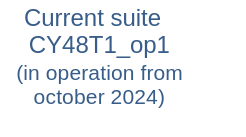 Current suite
CY48T1_op1
(in operation from
october 2024)